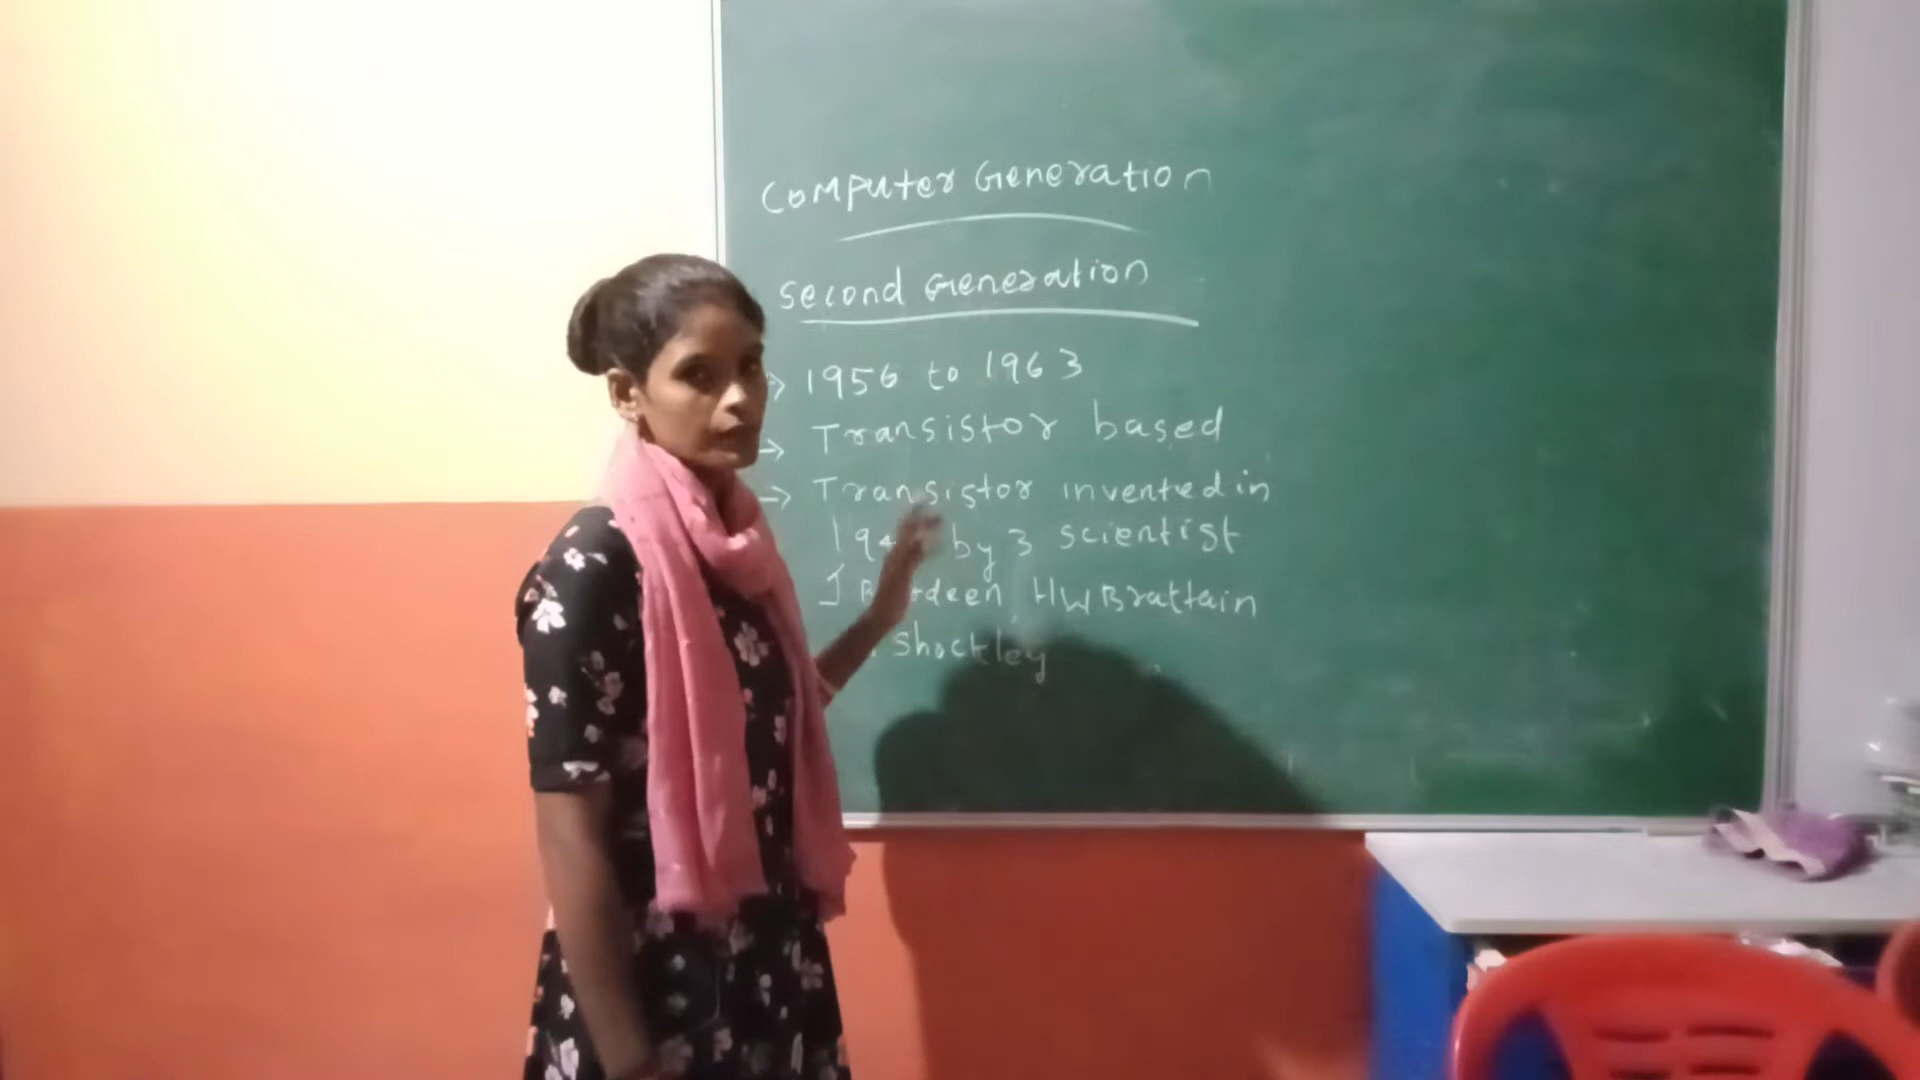 Computer Generation
Second Generation
→ 1956 to 1963
→ Transistor based
→ Transistor invented in
by 3 scientist
J HW Brattain
Shockley